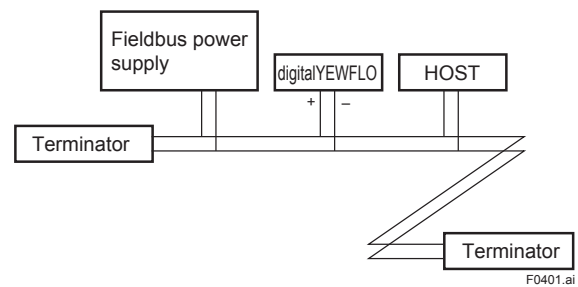 Fieldbus power
supply
digitalYEWFLO
HOST
+
–
Terminator
Terminator
F0401.ai